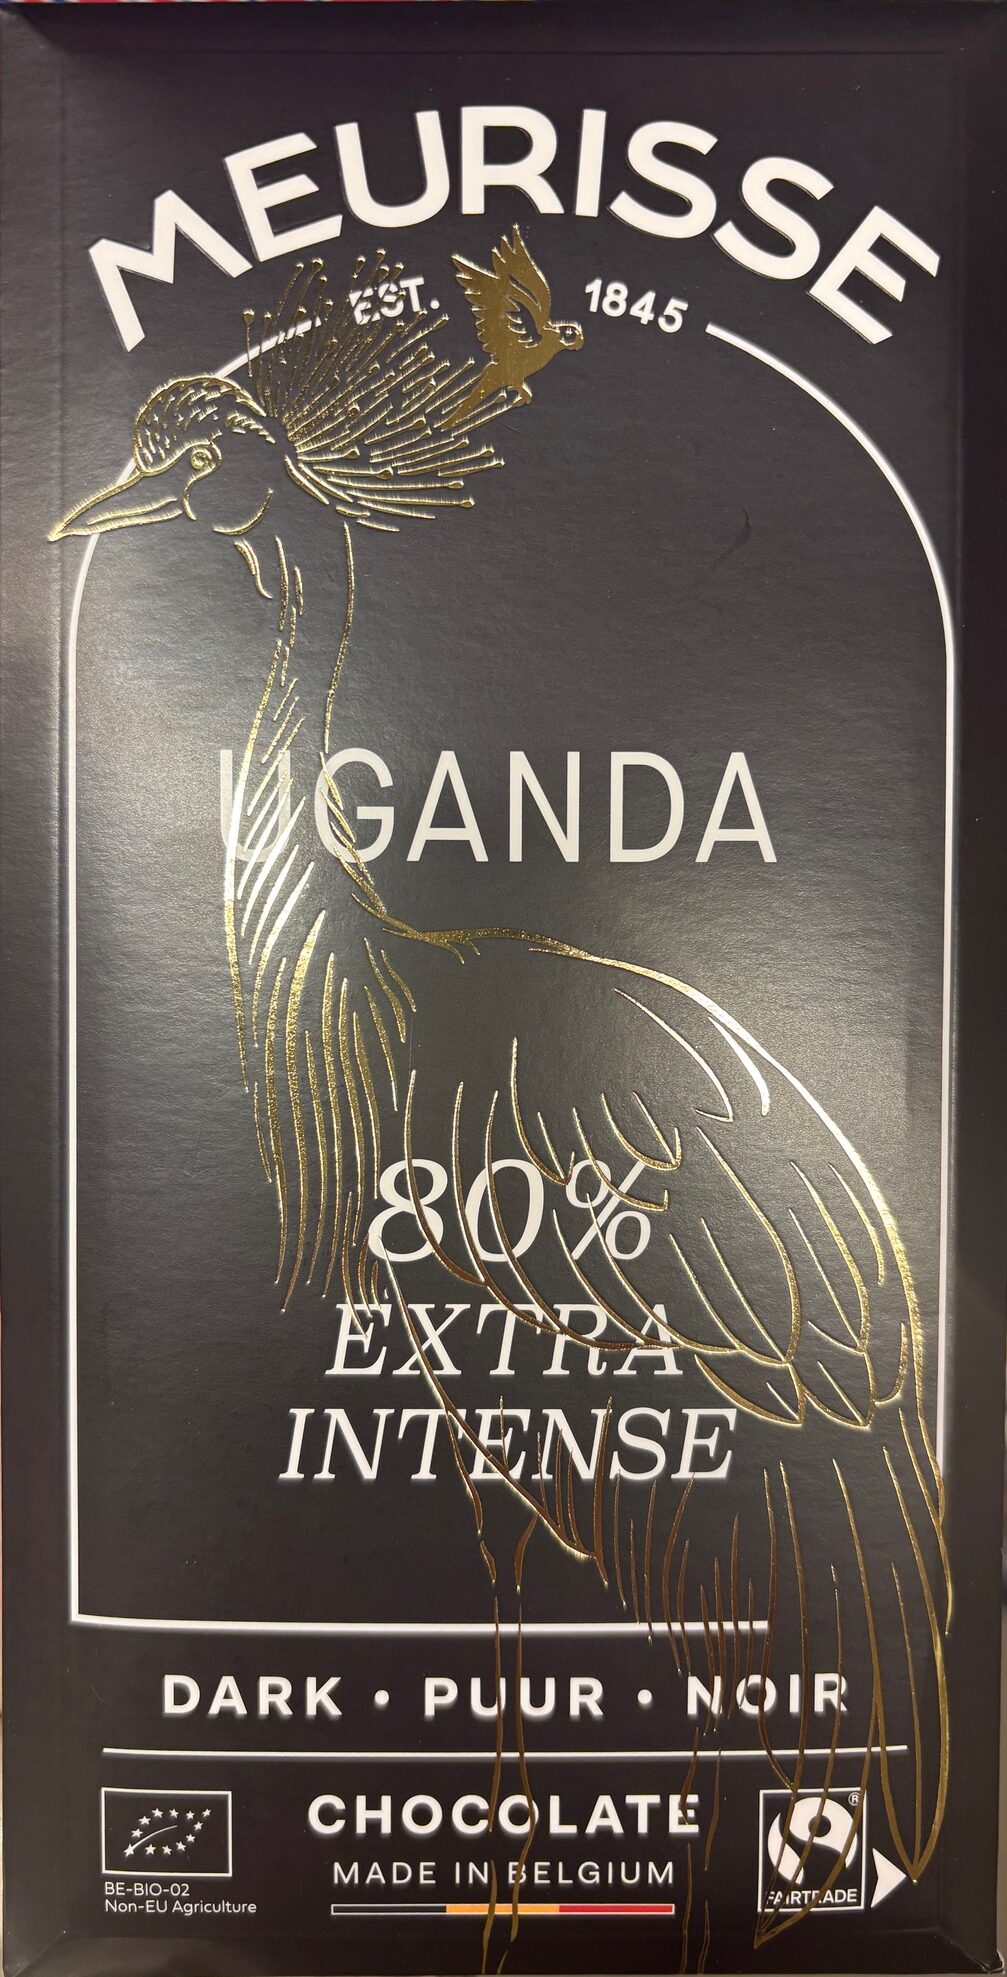 MEURISSE
EST. 1845
UGANDA
80%
EXTRA
INTENSE
DARK • PUUR • NOIR
CHOCOLATE
MADE IN BELGIUM
BE-BIO-02
Non-EU Agriculture
®
FAIRTRADE